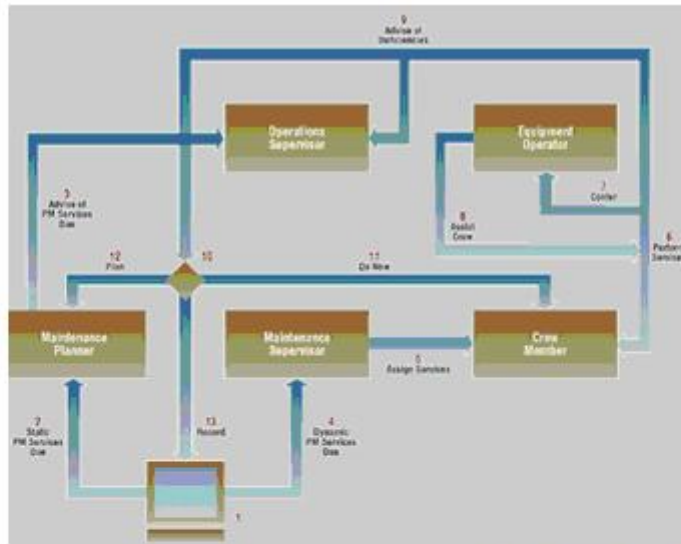 9
Advise of
Deficiencies
Operations
Supervisor
Equipment
Operator
3
Advise of
PM Services
Due
7
Confer
8
Assist
Crew
6
Perform
Services
12
Plan
10
11
Do Now
Maintenance
Planner
Maintenance
Supervisor
Crew
Member
5
Assign Services
2
Static
PM Services
Due
13
Record
4
Dynamic
PM Services
Due
1